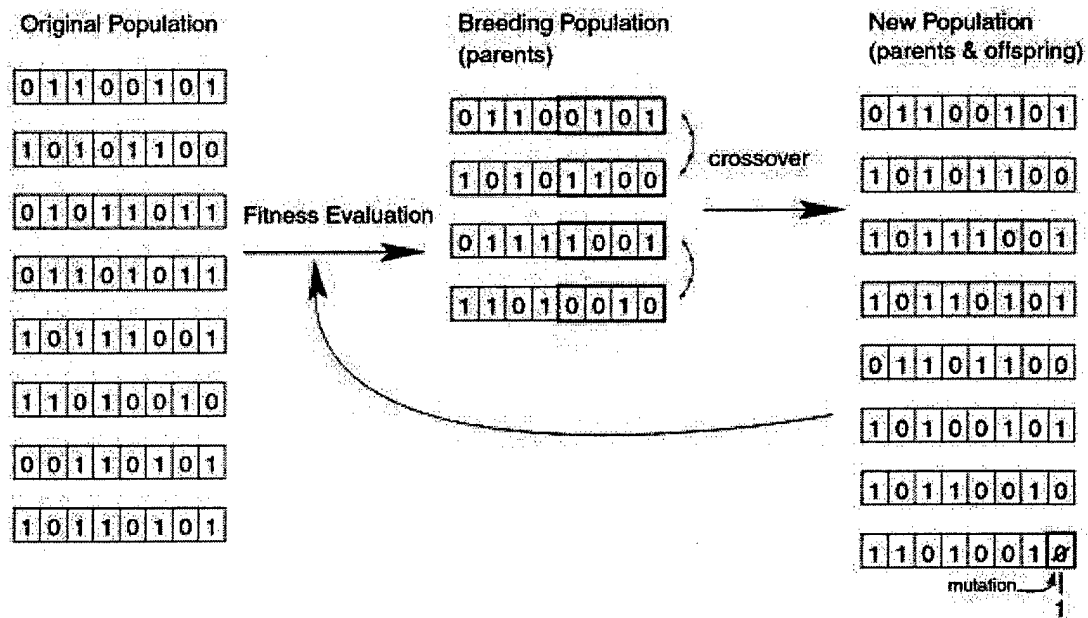 Original Population
0 1 1 0 0 1 0 1
1 0 1 0 1 1 0 0
0 1 0 1 1 0 1 1
0 1 1 0 1 0 1 1
1 0 1 1 1 0 0 1
1 1 0 1 0 0 1 0
0 0 1 1 0 1 0 1
1 0 1 1 0 1 0 1
Fitness Evaluation
Breeding Population
(parents)
0 1 1 0 0 1 0 1
1 0 1 0 1 1 0 0
0 1 1 1 1 0 0 1
1 1 0 1 0 0 1 0
crossover
New Population
(parents & offspring)
0 1 1 0 0 1 0 1
1 0 1 0 1 1 0 0
1 0 1 1 1 0 0 1
1 0 1 1 0 1 0 1
0 1 1 0 1 1 0 0
1 0 1 0 0 1 0 1
1 0 1 1 0 0 1 0
1 1 0 1 0 0 1 0
mutation
1